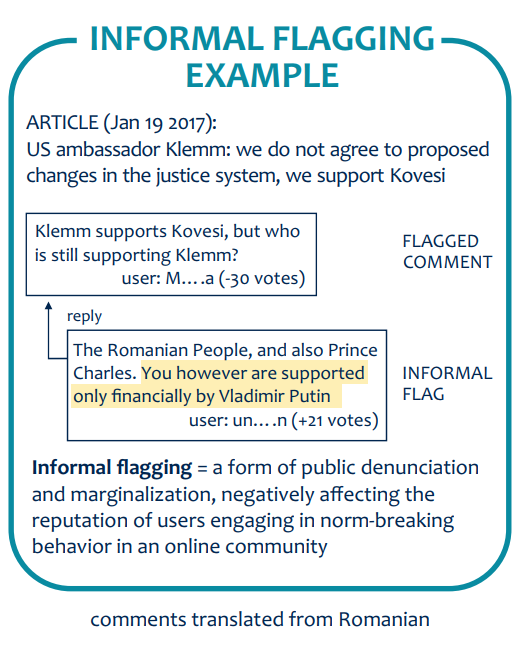 INFORMAL FLAGGING
EXAMPLE
ARTICLE (Jan 19 2017):
US ambassador Klemm: we do not agree to proposed
changes in the justice system, we support Kovesi
Klemm supports Kovesi, but who
is still supporting Klemm?
user: M....a (-30 votes)
FLAGGED
COMMENT
reply
The Romanian People, and also Prince
Charles. You however are supported
only financially by Vladimir Putin
user: un....n (+21 votes)
INFORMAL
FLAG
Informal flagging = a form of public denunciation
and marginalization, negatively affecting the
reputation of users engaging in norm-breaking
behavior in an online community
comments translated from Romanian